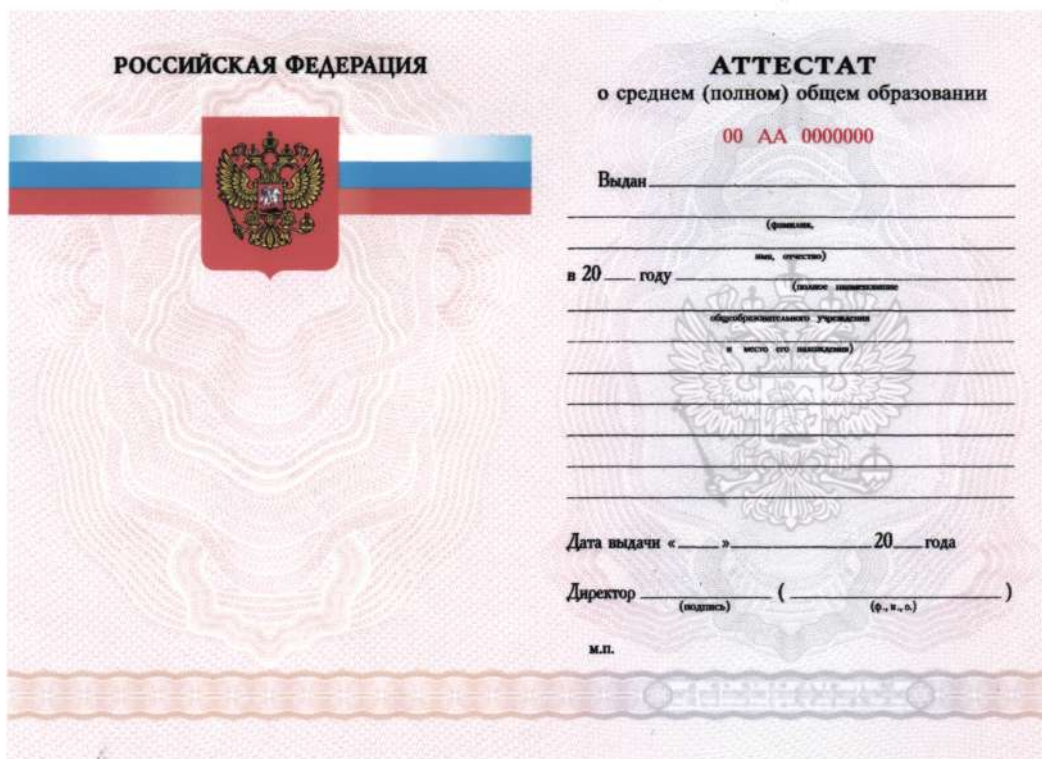 РОССИЙСКАЯ ФЕДЕРАЦИЯ
АТТЕСТАТ
о среднем (полном) общем образовании
00 АА 0000000
Выдан
(фамилия,
имя, отчество)
в 20 году
(полное наименование
общеобразовательного учреждения
и место его нахождения)
Дата выдачи « » 20 года
Директор ( )
(подпись) (ф., и., о.)
м.п.